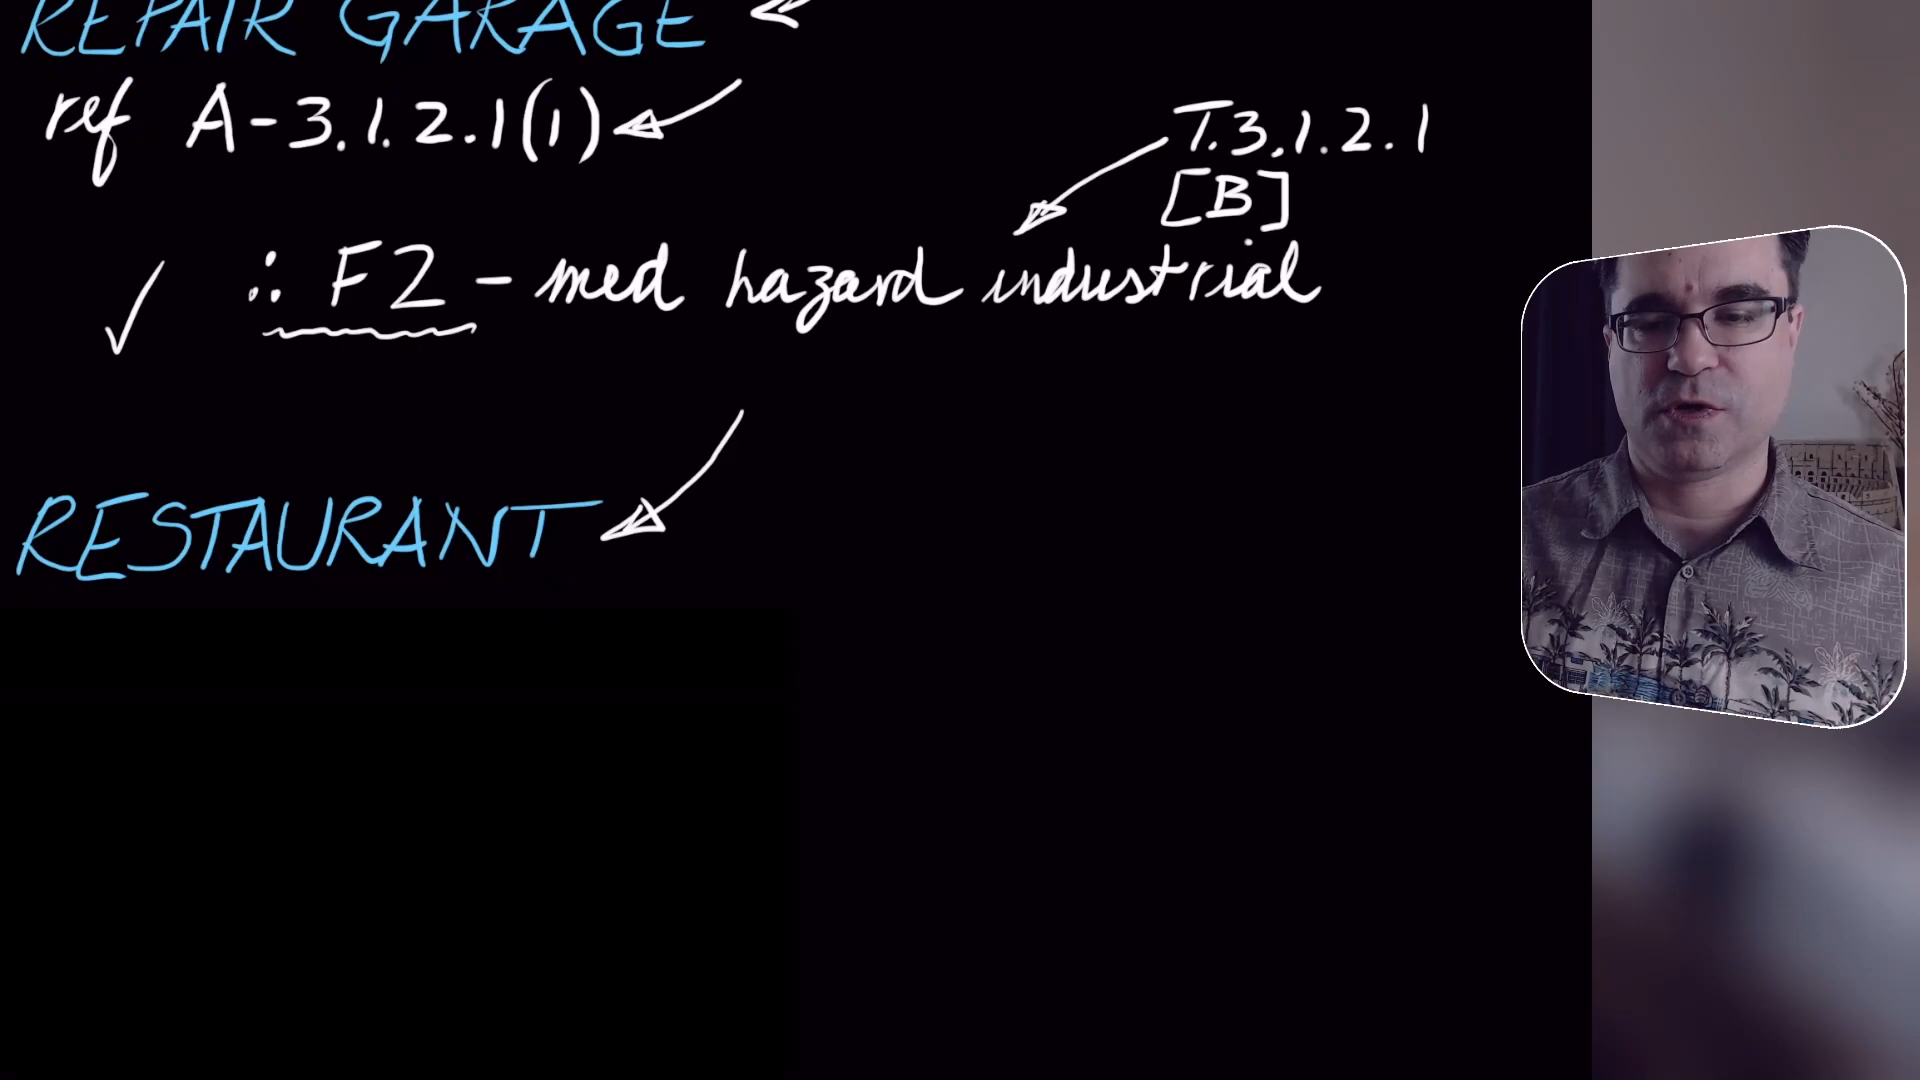 REPAIR GARAGE
ref A-3.1.2.1(1)
T.3.1.2.1
[B]
✓ ∴ F2 - med hazard industrial
RESTAURANT